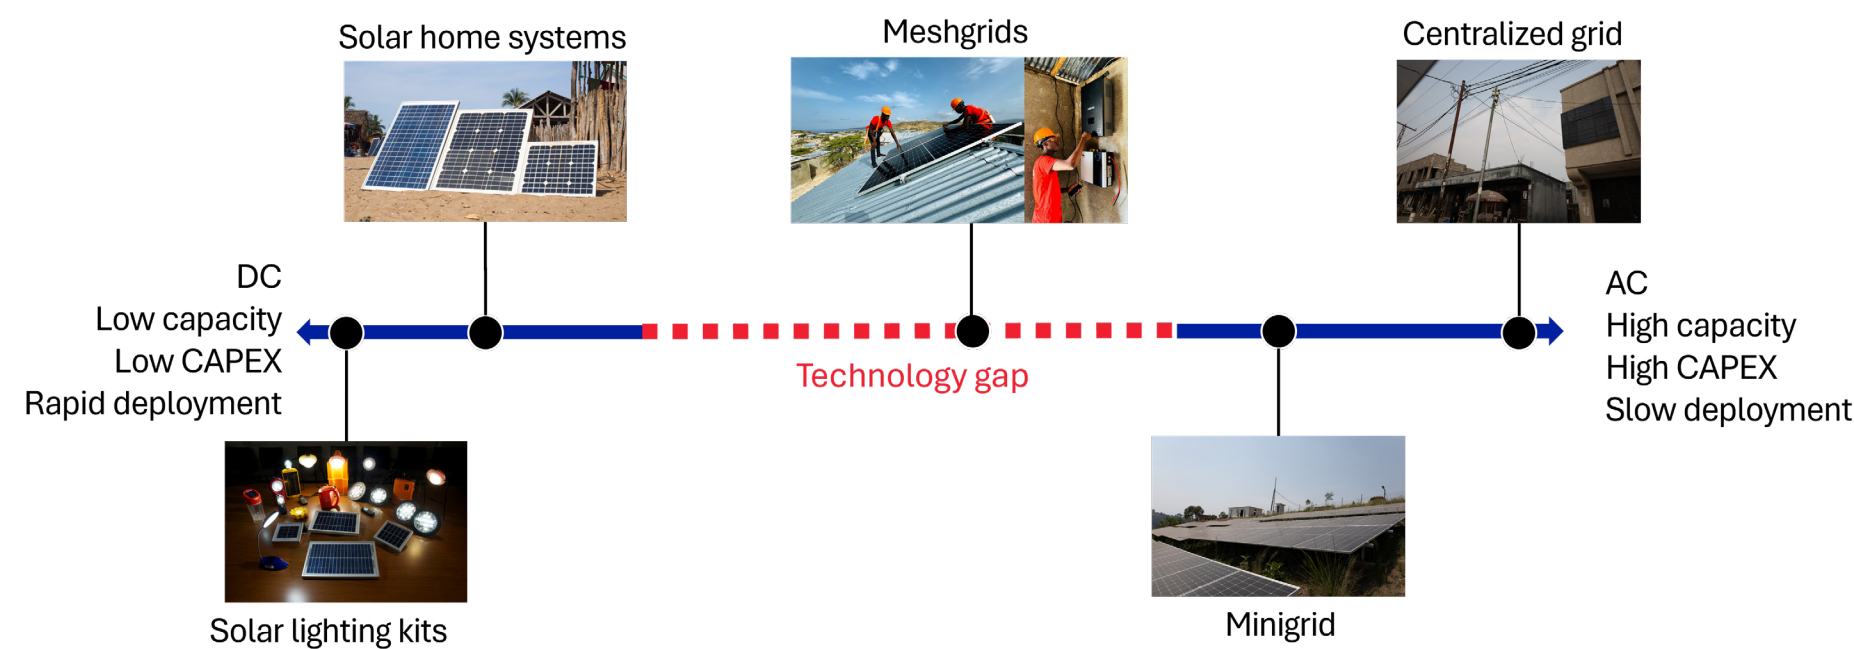 Solar home systems
Meshgrids
Centralized grid
DC
Low capacity
Low CAPEX
Rapid deployment
Technology gap
AC
High capacity
High CAPEX
Slow deployment
Solar lighting kits
Minigrid